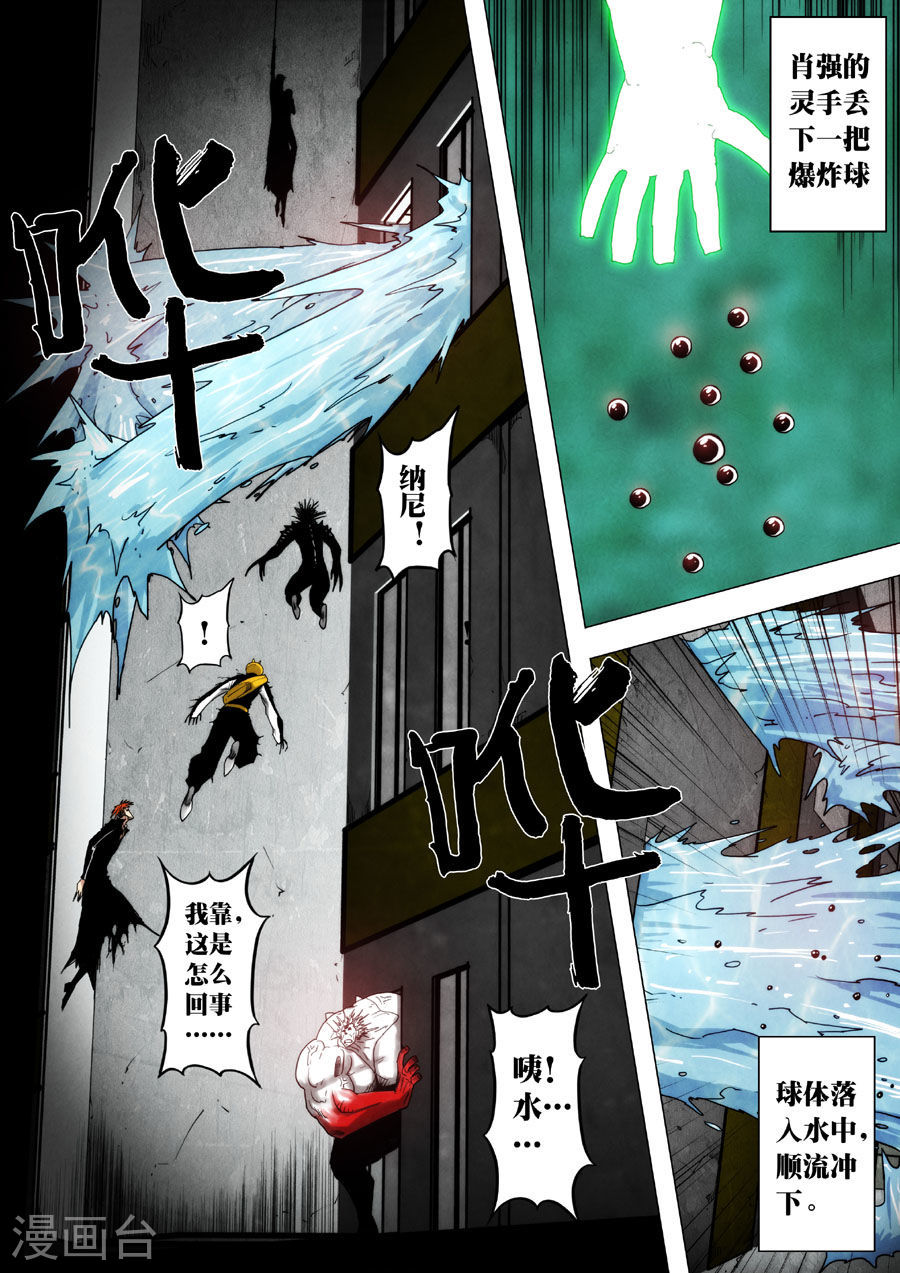 肖强的
灵手丢
下一把
爆炸球
哗
纳尼！
！
我靠，
这是
怎么
回事
……
哗
咦！
水…
…
球体落
入水中，
顺流冲
下。
漫画台